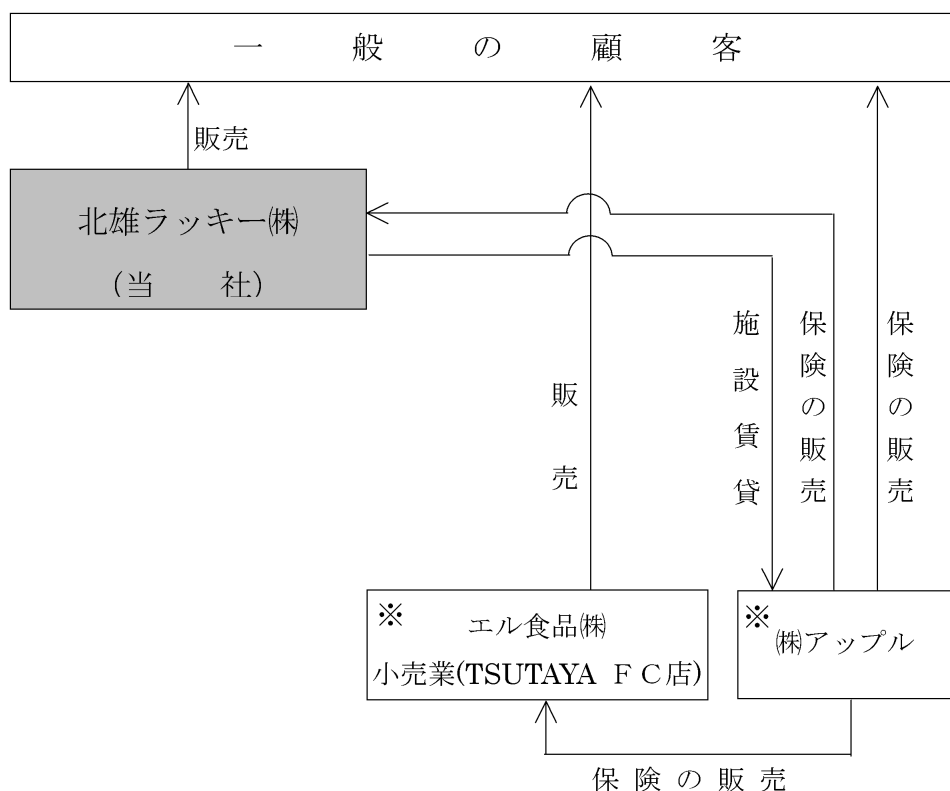 一般の顧客
販売
北雄ラッキー㈱
(当社)
販売
施設賃貸
保険の販売
保険の販売
※
エル食品㈱
小売業(TSUTAYA ＦＣ店)
※
㈱アップル
保険の販売